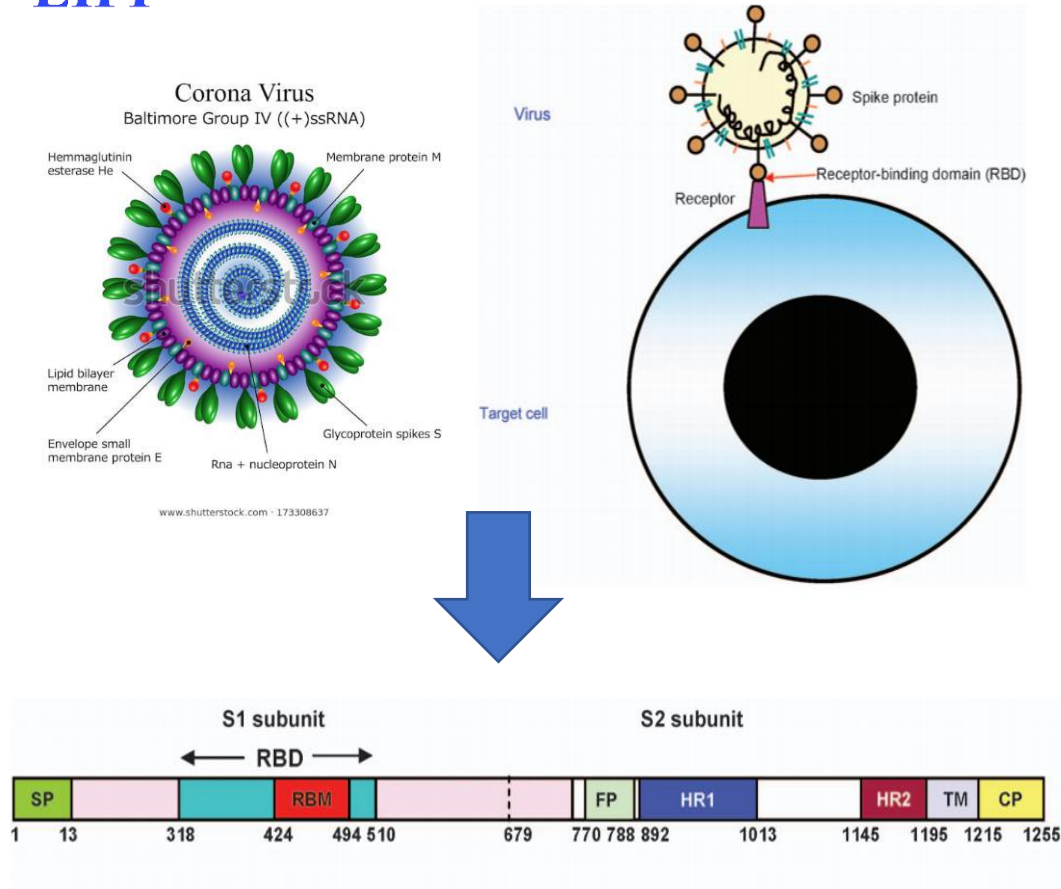 Corona Virus
Baltimore Group IV ((+)ssRNA)
Hemmaglutinin
esterase He
Membrane protein M
shutterstock
Lipid bilayer
membrane
Envelope small
membrane protein E
Rna + nucleoprotein N
Glycoprotein spikes S
www.shutterstock.com · 173308637
Virus
Spike protein
Receptor-binding domain (RBD)
Receptor
Target cell
S1 subunit
S2 subunit
RBD
SP RBM FP HR1 HR2 TM CP
1 13 318 424 494 510 679 770 788 892 1013 1145 1195 1215 1255